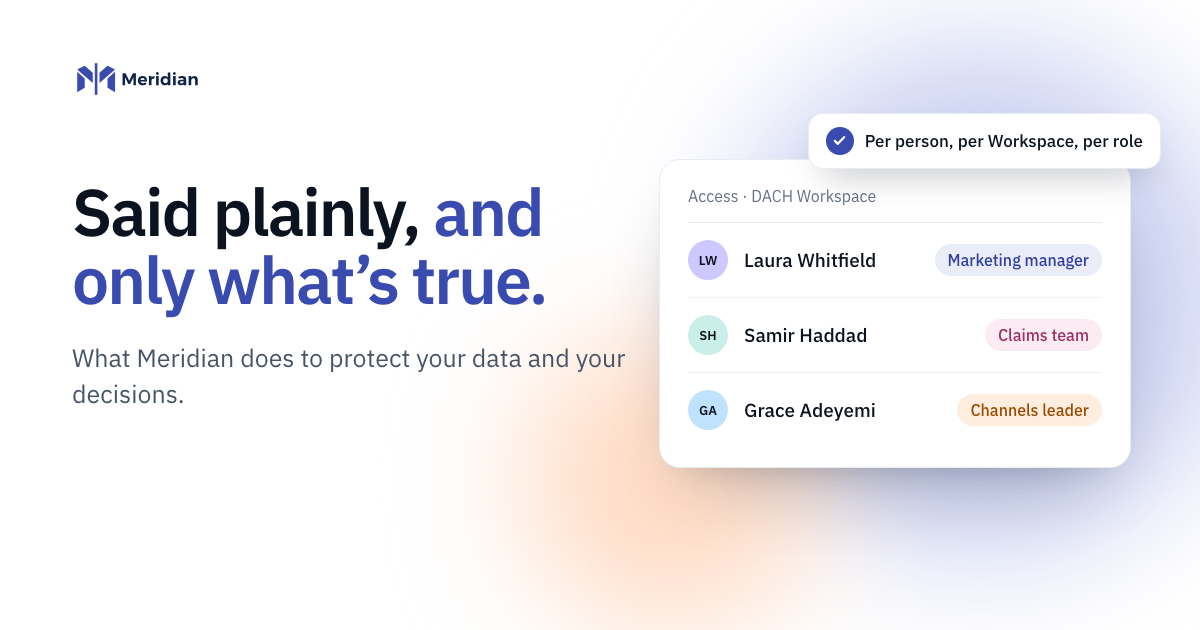 Meridian
Said plainly, and
only what’s true.
What Meridian does to protect your data and your
decisions.
Per person, per Workspace, per role
Access · DACH Workspace
LW Laura Whitfield Marketing manager
SH Samir Haddad Claims team
GA Grace Adeyemi Channels leader